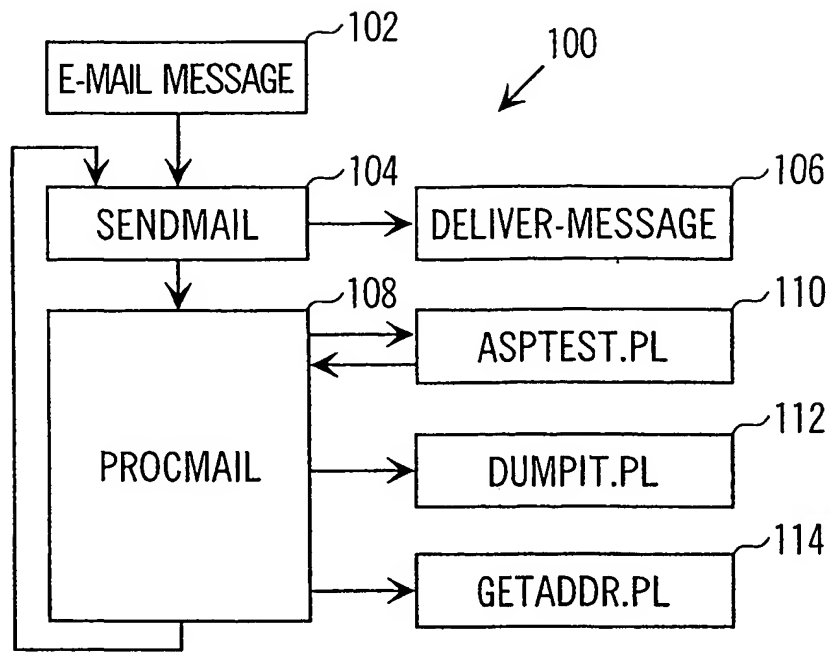 102
E-MAIL MESSAGE
100
104
SENDMAIL
106
DELIVER-MESSAGE
108
PROCMAIL
110
ASPTEST.PL
112
DUMPIT.PL
114
GETADDR.PL